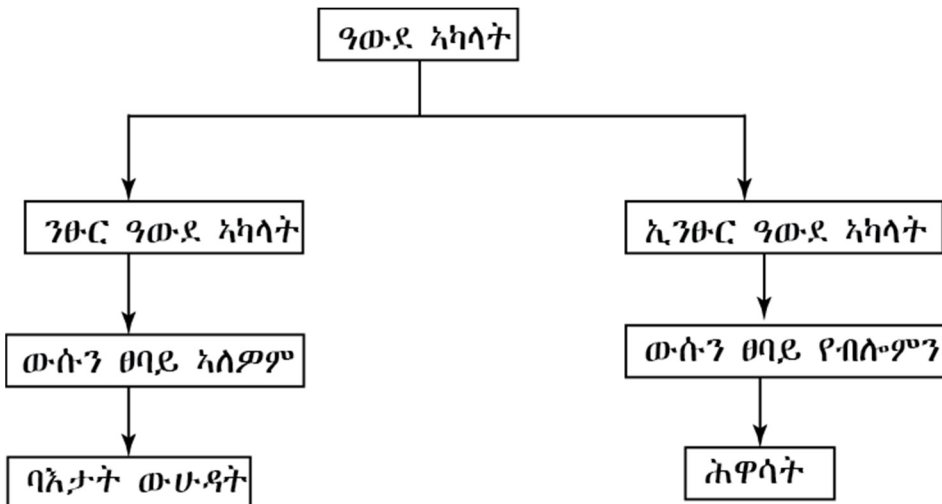 ዓውደ ኣካላት
ንፁር ዓውደ ኣካላት
ኢንፁር ዓውደ ኣካላት
ውሱን ፀባይ ኣለዎም
ውሱን ፀባይ የብሎምን
ባእታት ውሁዳት
ሕዋሳት